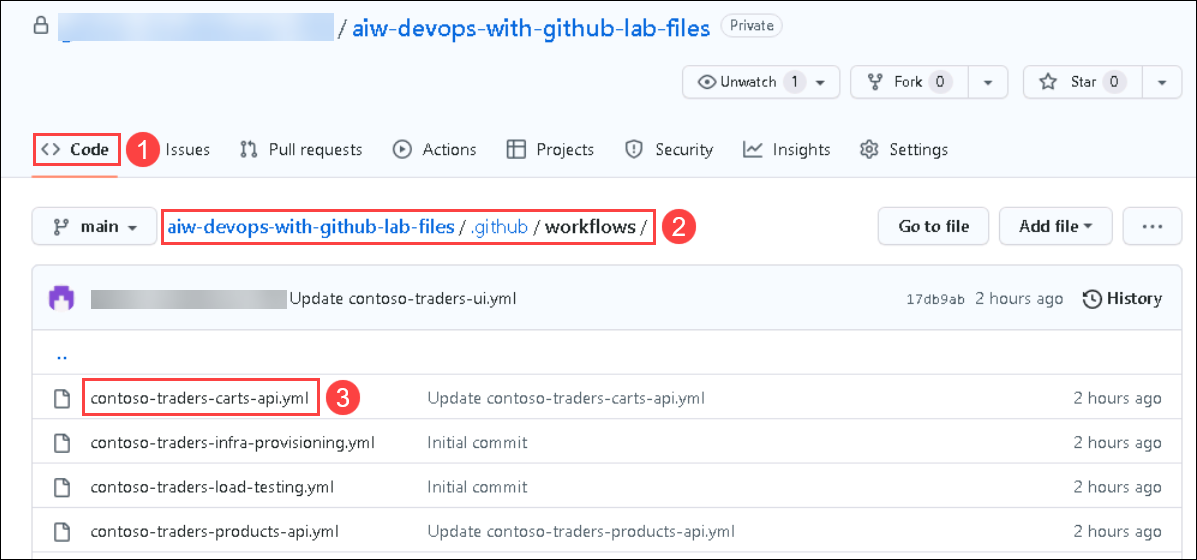 / aiw-devops-with-github-lab-files Private
Unwatch 1 Fork 0 Star 0
<> Code 1 Issues Pull requests Actions Projects Security Insights Settings
main aiw-devops-with-github-lab-files / .github / workflows / 2 Go to file Add file ...
Update contoso-traders-ui.yml 17db9ab 2 hours ago History
..
contoso-traders-carts-api.yml 3 Update contoso-traders-carts-api.yml 2 hours ago
contoso-traders-infra-provisioning.yml Initial commit 2 hours ago
contoso-traders-load-testing.yml Initial commit 2 hours ago
contoso-traders-products-api.yml Update contoso-traders-products-api.yml 2 hours ago